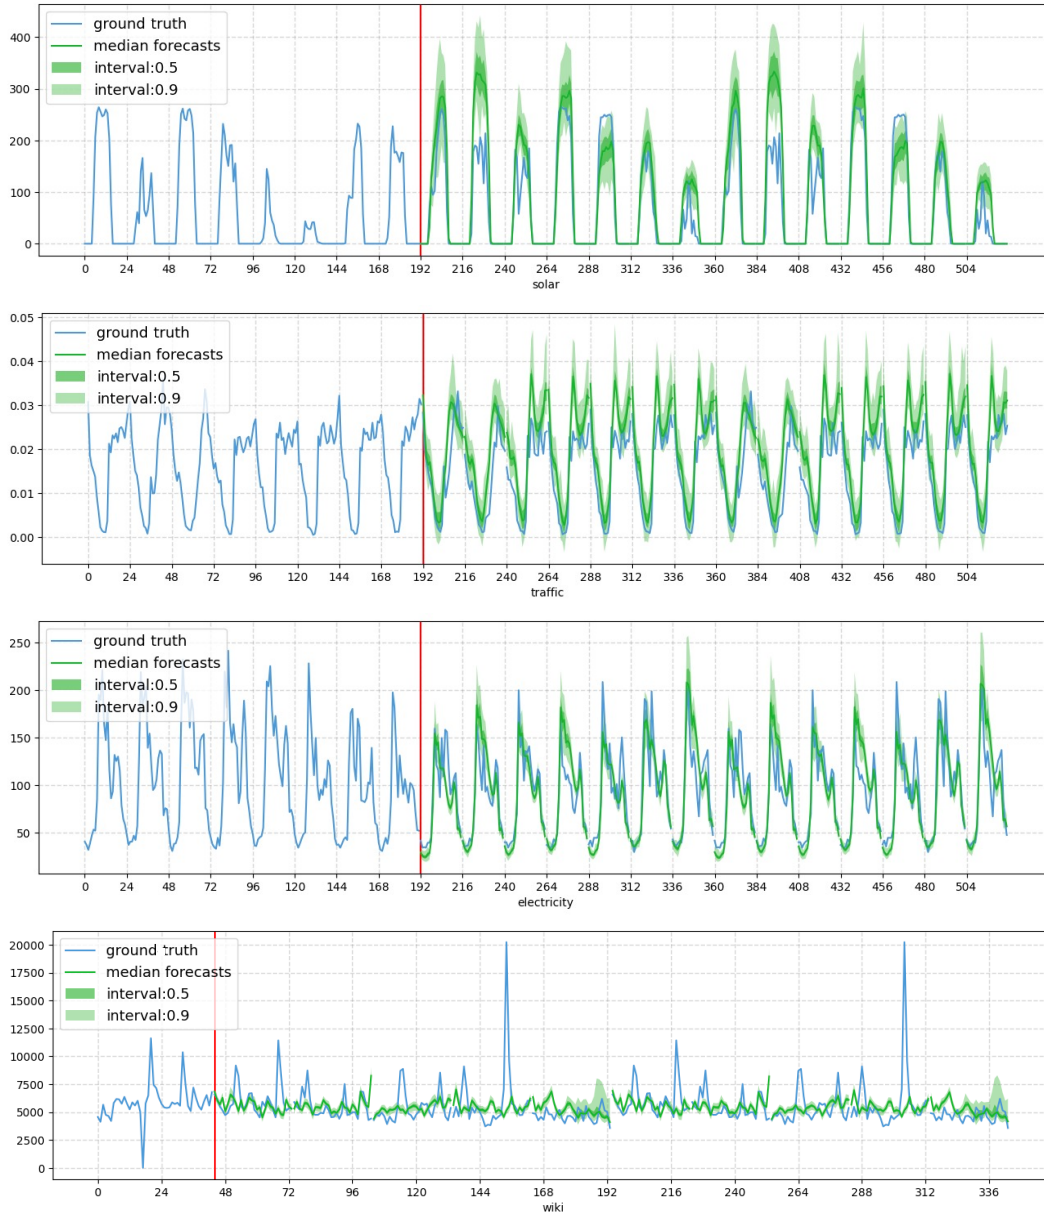 400
300
200
100
0
ground truth
median forecasts
interval:0.5
interval:0.9
0 24 48 72 96 120 144 168 192 216 240 264 288 312 336 360 384 408 432 456 480 504
solar
0.05
0.04
0.03
0.02
0.01
0.00
ground truth
median forecasts
interval:0.5
interval:0.9
0 24 48 72 96 120 144 168 192 216 240 264 288 312 336 360 384 408 432 456 480 504
traffic
250
200
150
100
50
ground truth
median forecasts
interval:0.5
interval:0.9
0 24 48 72 96 120 144 168 192 216 240 264 288 312 336 360 384 408 432 456 480 504
electricity
20000
17500
15000
12500
10000
7500
5000
2500
0
ground truth
median forecasts
interval:0.5
interval:0.9
0 24 48 72 96 120 144 168 192 216 240 264 288 312 336
wiki